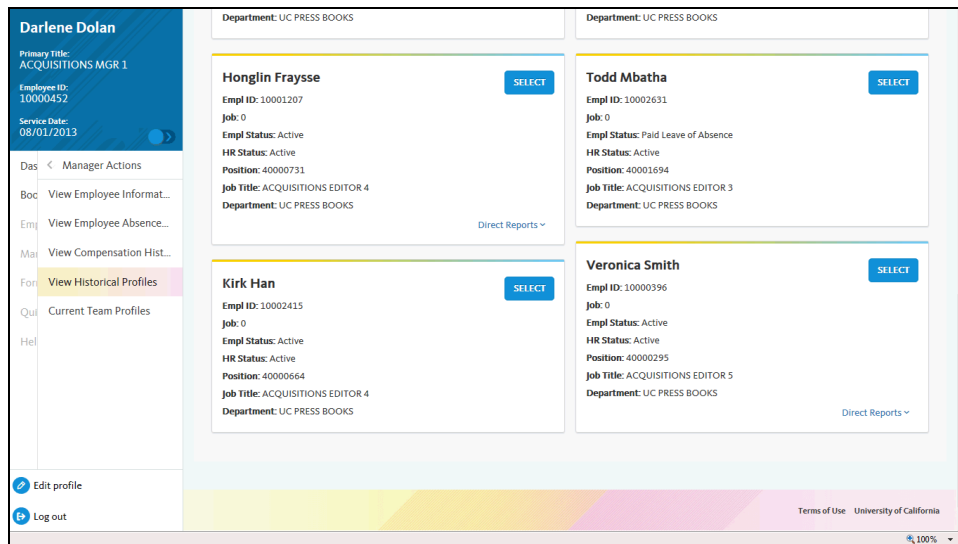 Darlene Dolan
Primary Title:
ACQUISITIONS MGR 1
Employee ID:
10000452
Service Date:
08/01/2013
Das
Manager Actions
Boo
View Employee Informat...
Emp
View Employee Absence...
Ma
View Compensation Hist...
For
View Historical Profiles
Qui
Current Team Profiles
Hel
Edit profile
Log out
Department: UC PRESS BOOKS
Department: UC PRESS BOOKS
Honglin Fraysse
SELECT
Empl ID: 10001207
Job: 0
Empl Status: Active
HR Status: Active
Position: 40000731
Job Title: ACQUISITIONS EDITOR 4
Department: UC PRESS BOOKS
Direct Reports
Todd Mbatha
SELECT
Empl ID: 10002631
Job: 0
Empl Status: Paid Leave of Absence
HR Status: Active
Position: 40001694
Job Title: ACQUISITIONS EDITOR 3
Department: UC PRESS BOOKS
Kirk Han
SELECT
Empl ID: 10002415
Job: 0
Empl Status: Active
HR Status: Active
Position: 40000664
Job Title: ACQUISITIONS EDITOR 4
Department: UC PRESS BOOKS
Veronica Smith
SELECT
Empl ID: 10000396
Job: 0
Empl Status: Active
HR Status: Active
Position: 40000295
Job Title: ACQUISITIONS EDITOR 5
Department: UC PRESS BOOKS
Direct Reports
Terms of Use University of California
100%